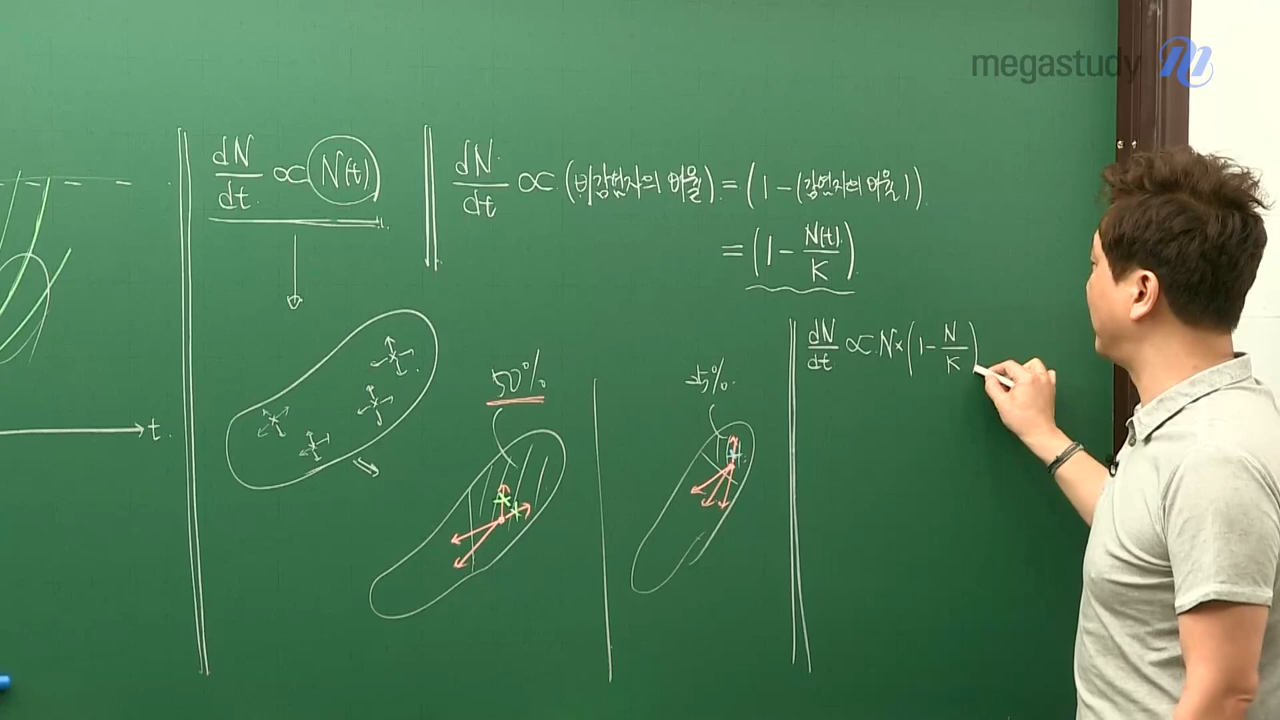 megastudy
dN/dt ∝ N(t)
dN/dt ∝ (비감염자의 비율) = (1 - (감염자의 비율))
= (1 - N(t)/K)
dN/dt ∝ N × (1 - N/K)
50%
t.